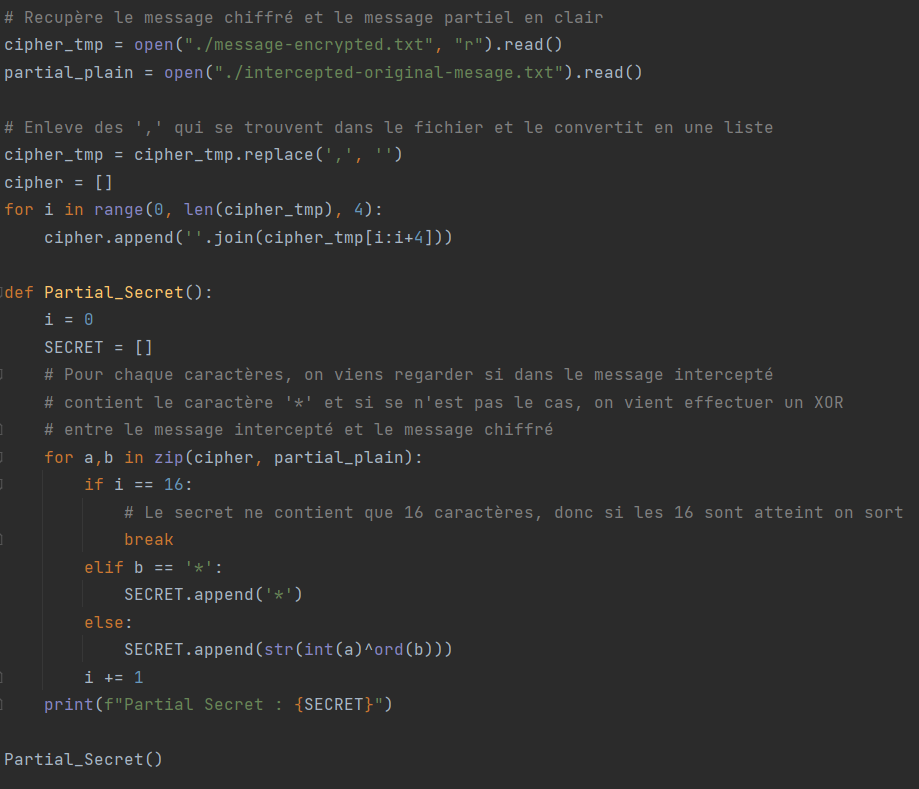 # Recupère le message chiffré et le message partiel en clair
cipher_tmp = open("./message-encrypted.txt", "r").read()
partial_plain = open("./intercepted-original-mesage.txt").read()

# Enleve des ',' qui se trouvent dans le fichier et le convertit en une liste
cipher_tmp = cipher_tmp.replace(',', '')
cipher = []
for i in range(0, len(cipher_tmp), 4):
    cipher.append(''.join(cipher_tmp[i:i+4]))

def Partial_Secret():
    i = 0
    SECRET = []
    # Pour chaque caractères, on viens regarder si dans le message intercepté
    # contient le caractère '*' et si se n'est pas le cas, on vient effectuer un XOR
    # entre le message intercepté et le message chiffré
    for a,b in zip(cipher, partial_plain):
        if i == 16:
            # Le secret ne contient que 16 caractères, donc si les 16 sont atteint on sort
            break
        elif b == '*':
            SECRET.append('*')
        else:
            SECRET.append(str(int(a)^ord(b)))
        i += 1
    print(f"Partial Secret : {SECRET}")

Partial_Secret()